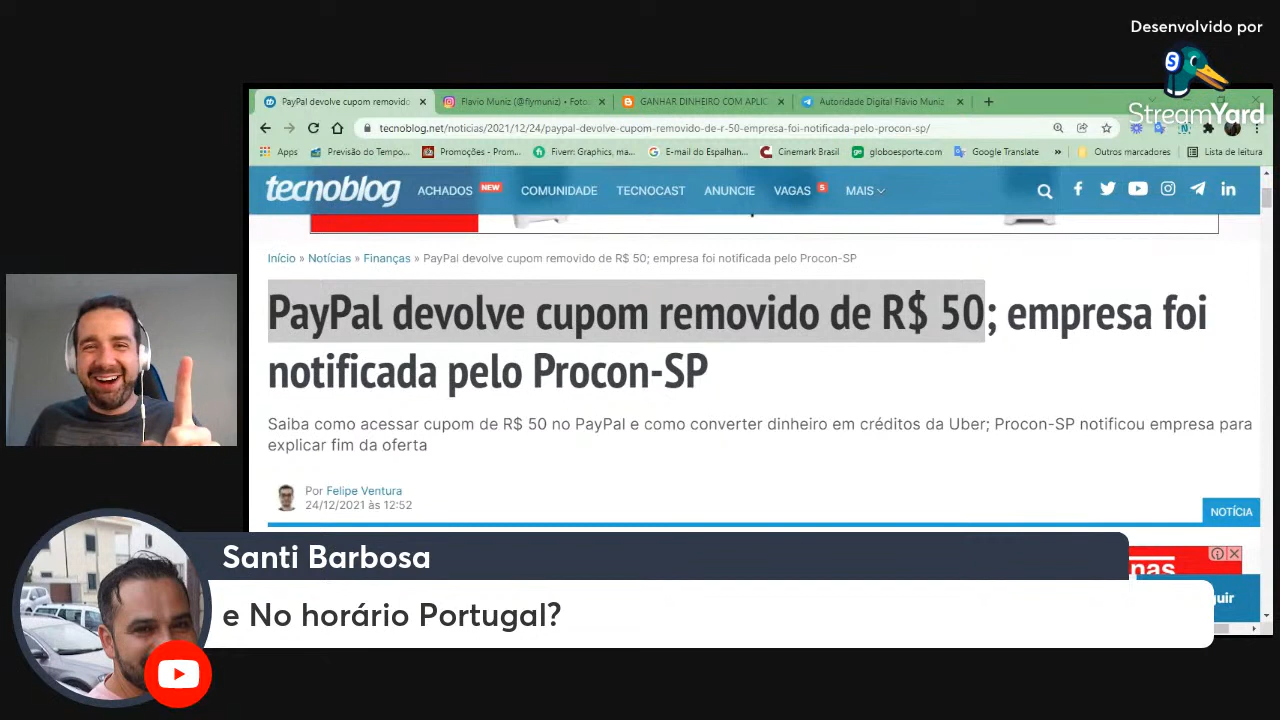 Desenvolvido por
StreamYard
PayPal devolve cupom removido
Flavio Muniz (@flymuniz) • Foto
GANHAR DINHEIRO COM APLIC
Autoridade Digital Flávio Muniz
tecnoblog.net/noticias/2021/12/24/paypal-devolve-cupom-removido-de-r-50-empresa-foi-notificada-pelo-procon-sp/
Apps
Previsão do Tempo...
Promoções - Prom...
Fivem: Graphics, ma...
E-mail do Espalhan...
Cinemark Brasil
globoesporte.com
Google Translate
»
Outros marcadores
Lista de leitura
tecnoblog
ACHADOS NEW
COMUNIDADE
TECNOCAST
ANUNCIE
VAGAS 5
MAIS
Início » Notícias » Finanças » PayPal devolve cupom removido de R$ 50; empresa foi notificada pelo Procon-SP
PayPal devolve cupom removido de R$ 50; empresa foi
notificada pelo Procon-SP
Saiba como acessar cupom de R$ 50 no PayPal e como converter dinheiro em créditos da Uber; Procon-SP notificou empresa para
explicar fim da oferta
Por Felipe Ventura
24/12/2021 às 12:52
NOTÍCIA
Santi Barbosa
e No horário Portugal?